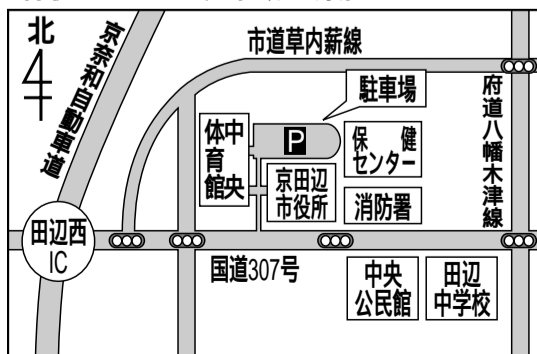 北
京奈和自動車道
市道草内薪線
駐車場
府道八幡木津線
中央
体育館
P
保健
センター
京田辺
市役所
消防署
田辺西
IC
国道307号
中央
公民館
田辺
中学校